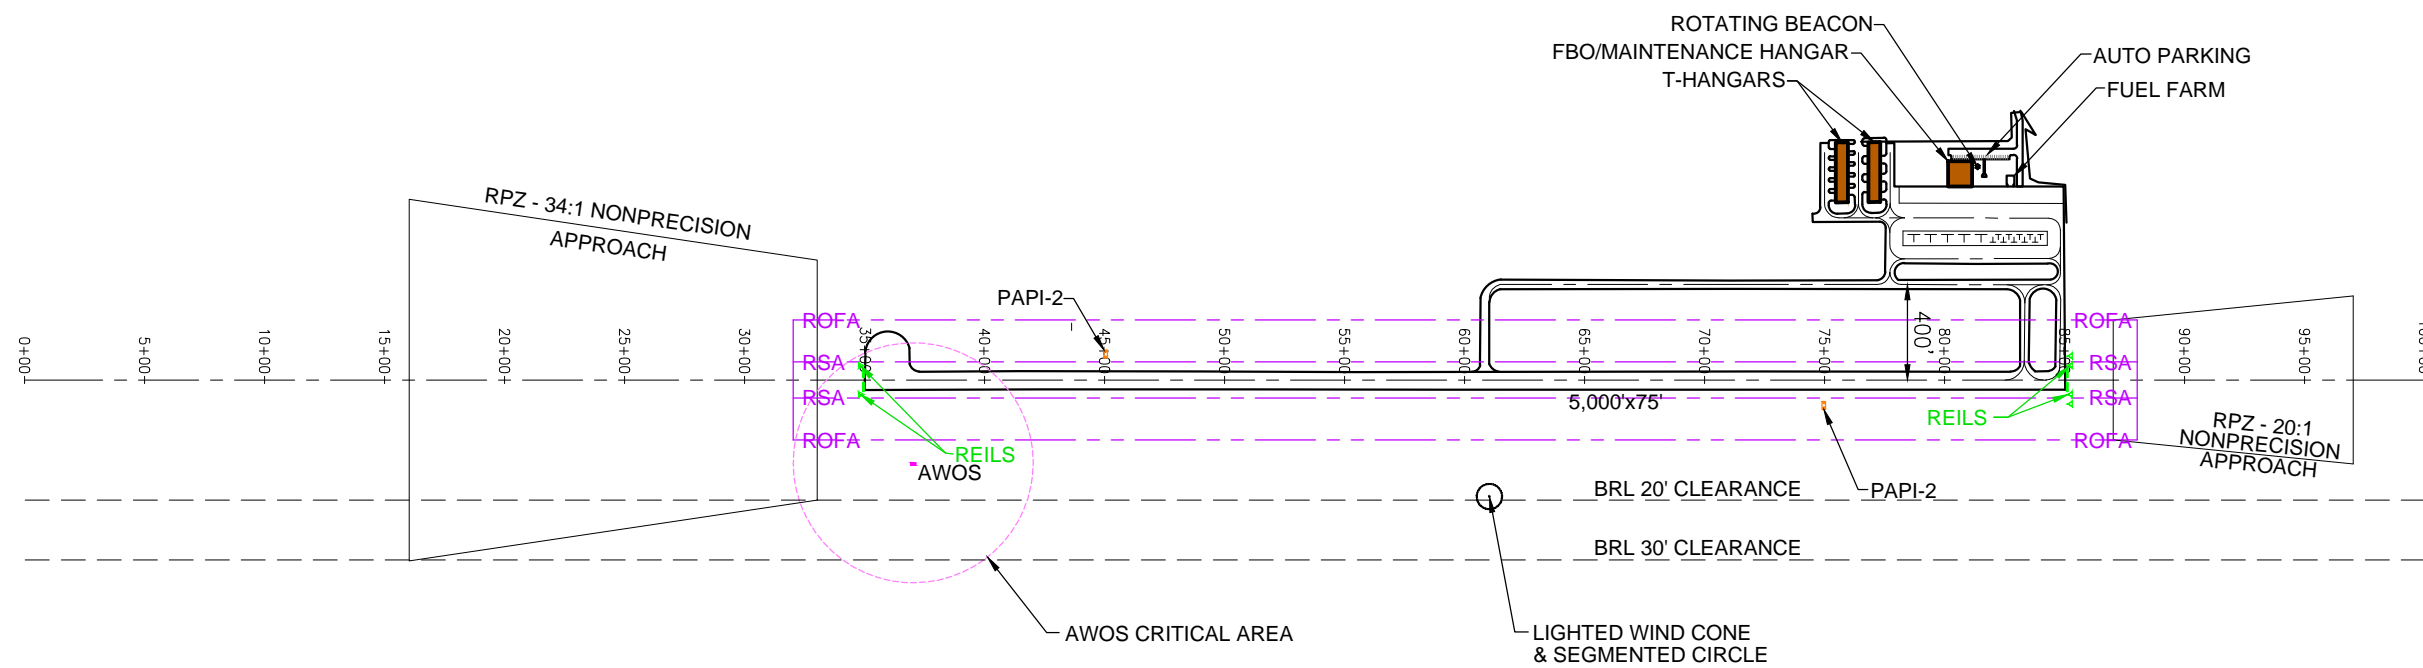 ROTATING BEACON
FBO/MAINTENANCE HANGAR
T-HANGARS
AUTO PARKING
FUEL FARM
RPZ - 34:1 NONPRECISION
APPROACH
PAPI-2
400'
ROFA
ROFA
0+00
5+00
10+00
15+00
20+00
25+00
30+00
35+00
40+00
45+00
50+00
55+00
60+00
65+00
70+00
75+00
80+00
85+00
90+00
95+00
RSA
RSA
RSA
RSA
5,000'x75'
REILS
ROFA
ROFA
RPZ - 20:1
NONPRECISION
APPROACH
REILS
AWOS
BRL 20' CLEARANCE
PAPI-2
BRL 30' CLEARANCE
AWOS CRITICAL AREA
LIGHTED WIND CONE
& SEGMENTED CIRCLE